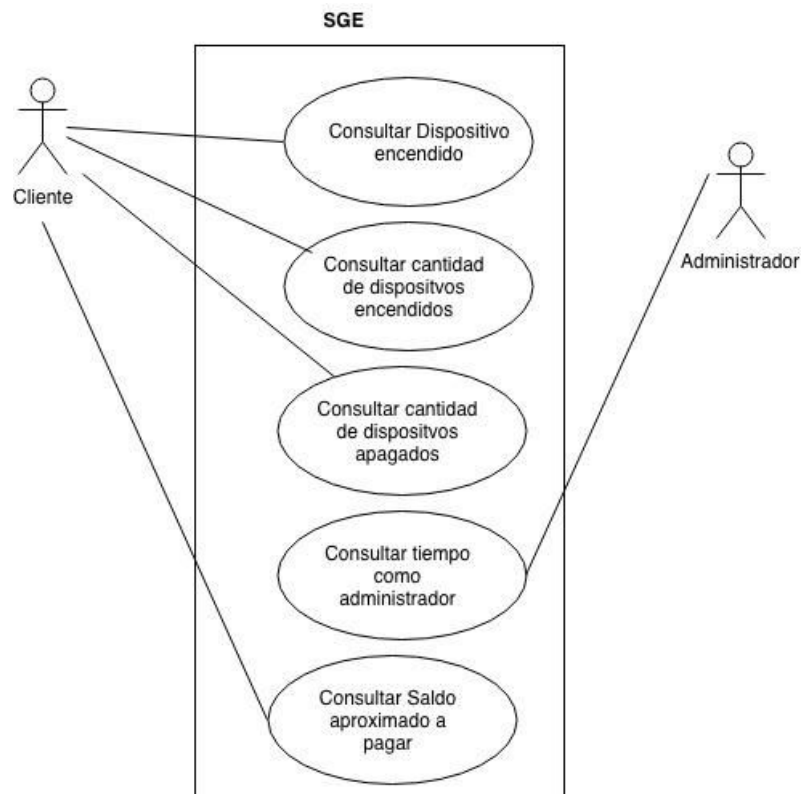 SGE
Consultar Dispositivo
encendido
Cliente
Consultar cantidad
de dispositvos
encendidos
Administrador
Consultar cantidad
de dispositvos
apagados
Consultar tiempo
como
administrador
Consultar Saldo
aproximado a
pagar